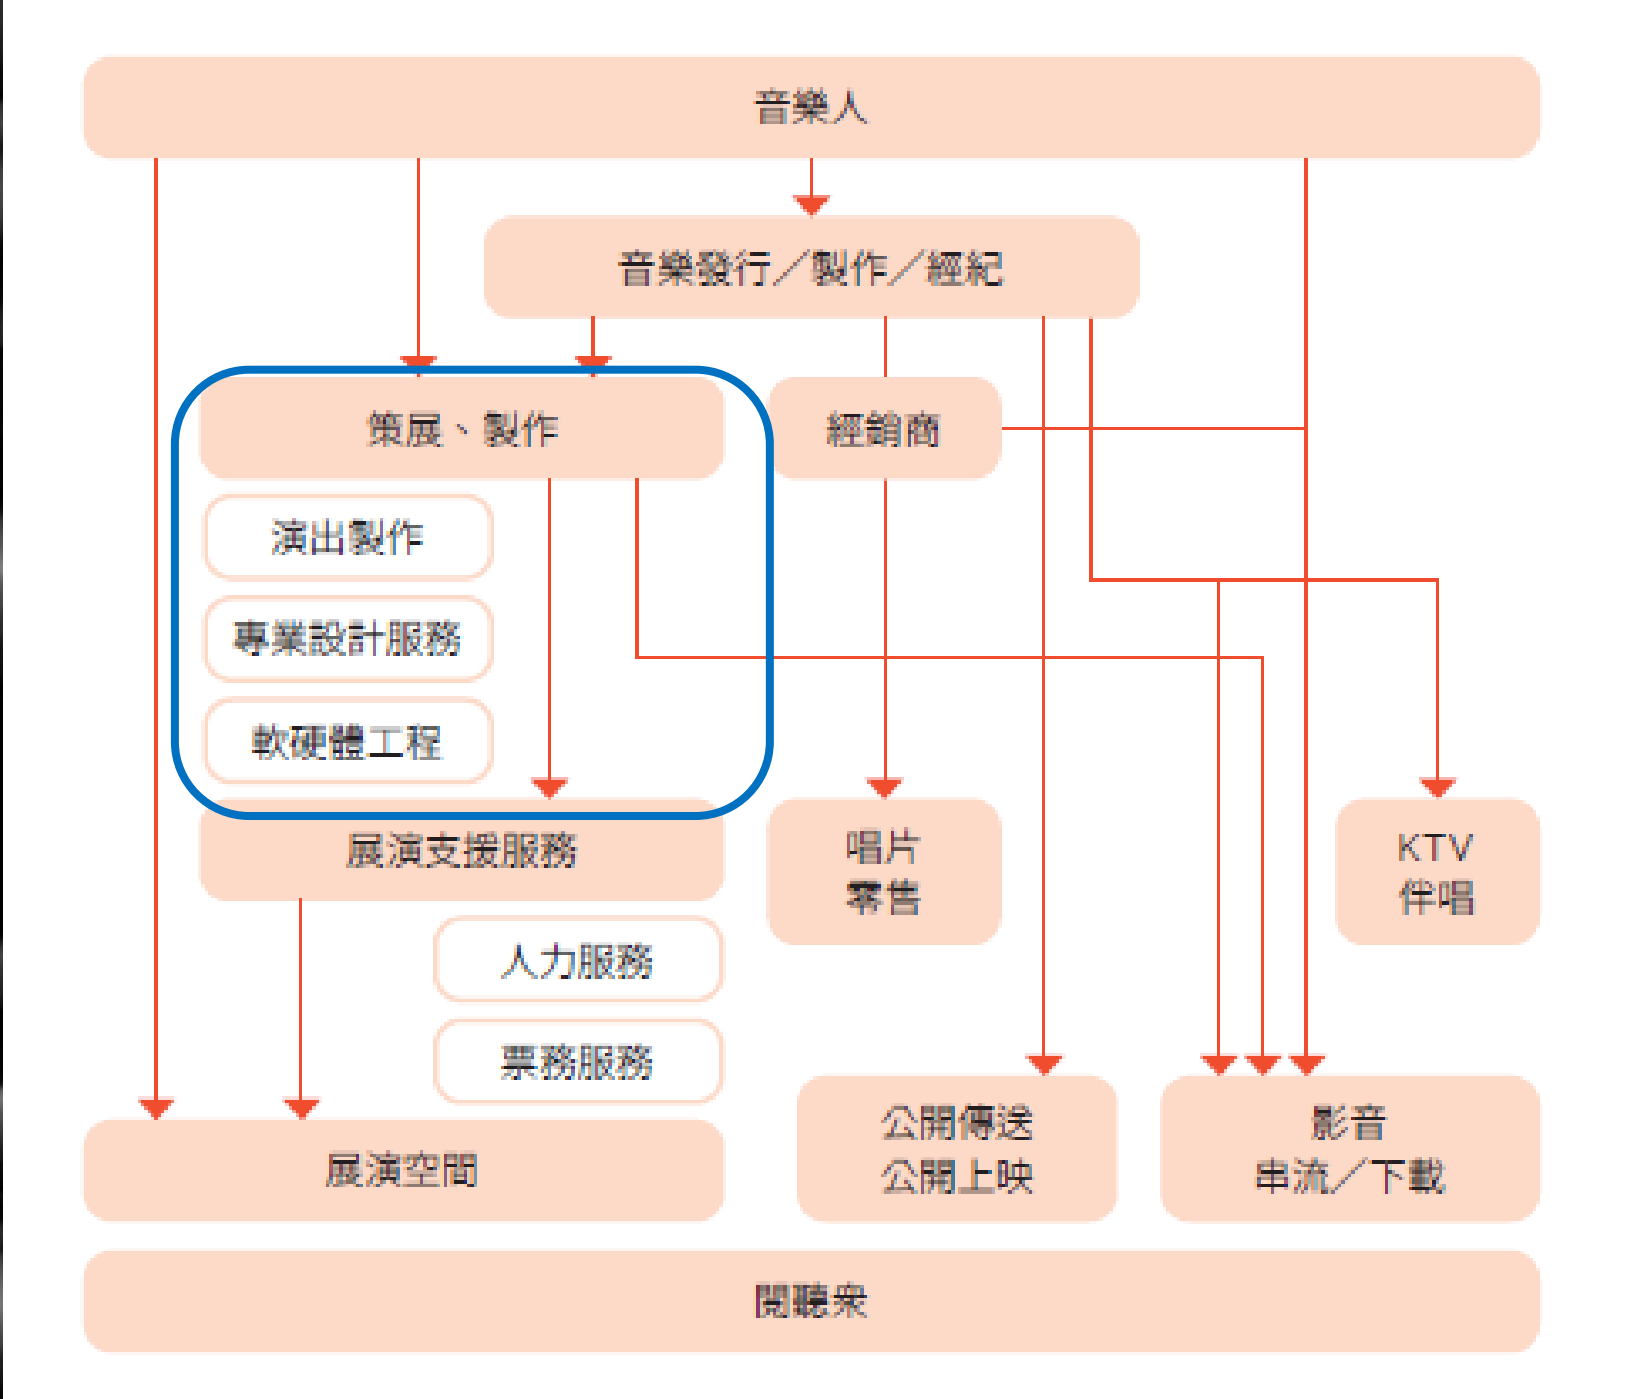 音樂人
音樂發行／製作／經紀
策展、製作
經銷商
演出製作
專業設計服務
軟硬體工程
展演支援服務
唱片
零售
KTV
伴唱
人力服務
票務服務
公開傳送
公開上映
影音
串流／下載
展演空間
閱聽眾